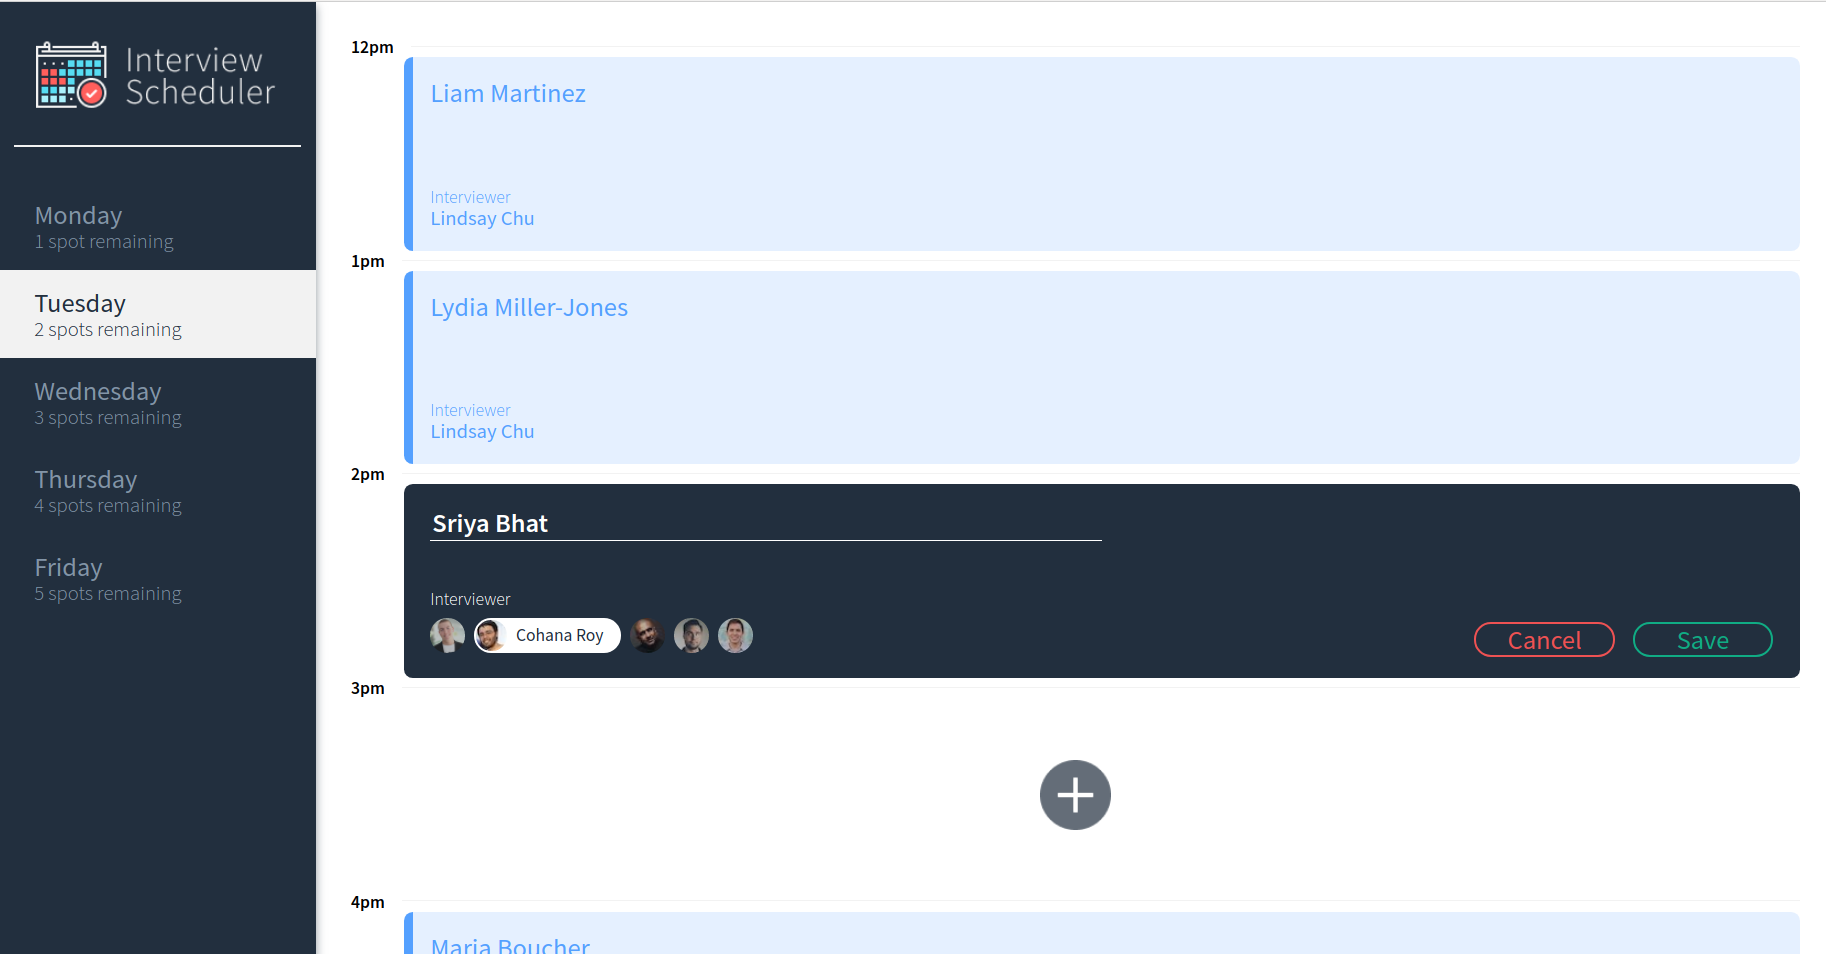 Interview
Scheduler
Monday
1 spot remaining
Tuesday
2 spots remaining
Wednesday
3 spots remaining
Thursday
4 spots remaining
Friday
5 spots remaining
12pm
Liam Martinez
Interviewer
Lindsay Chu
1pm
Lydia Miller-Jones
Interviewer
Lindsay Chu
2pm
Sriya Bhat
Interviewer
Cohana Roy
Cancel
Save
3pm
4pm
Maria Boucher